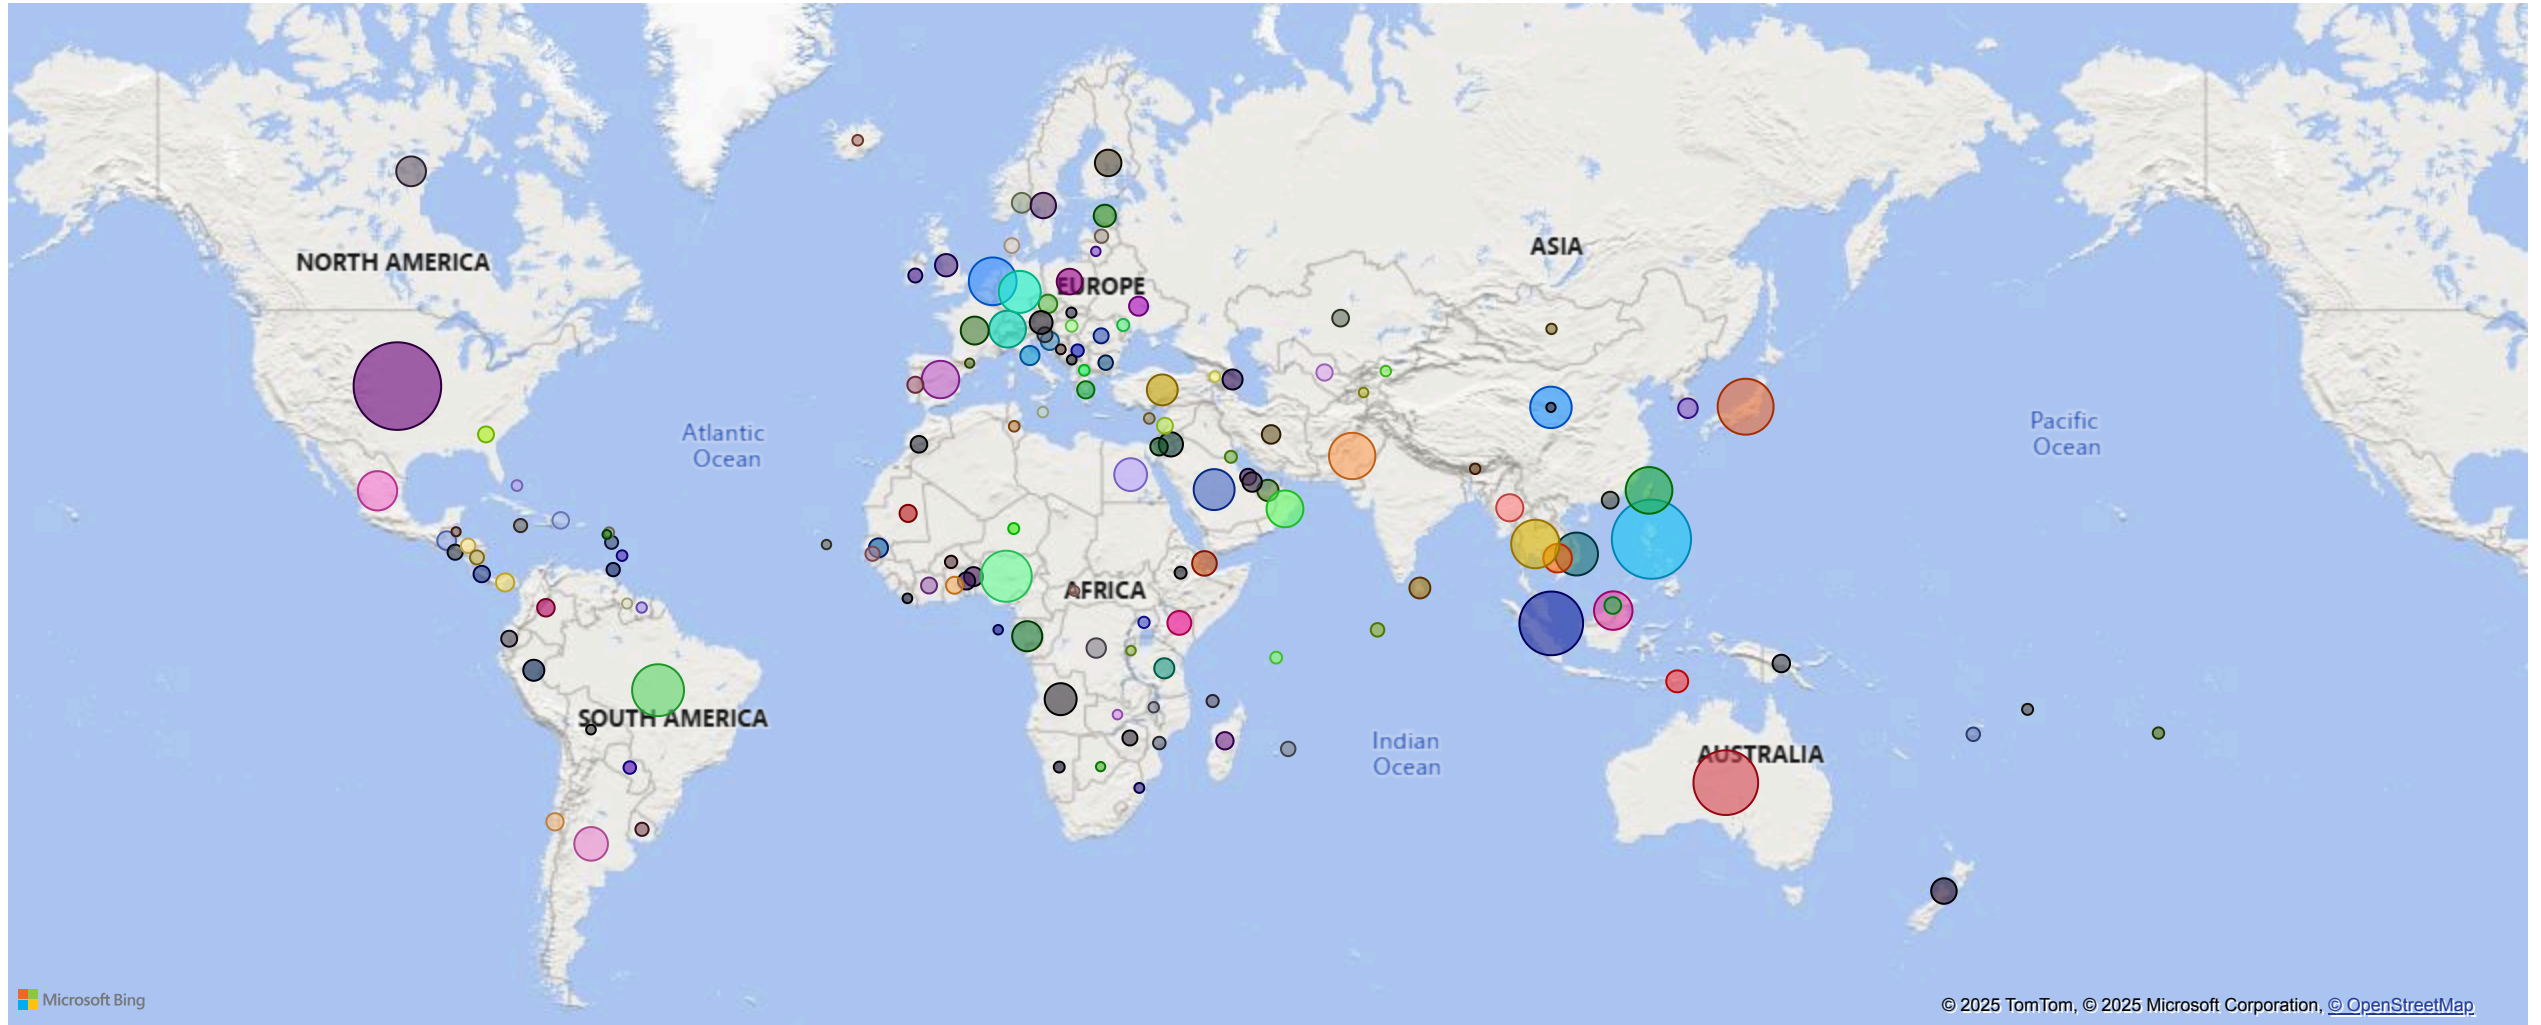 ASIA
NORTH AMERICA
EUROPE
Atlantic
Ocean
Pacific
Ocean
AFRICA
SOUTH AMERICA
Indian
Ocean
AUSTRALIA
Microsoft Bing
© 2025 TomTom, © 2025 Microsoft Corporation, © OpenStreetMap